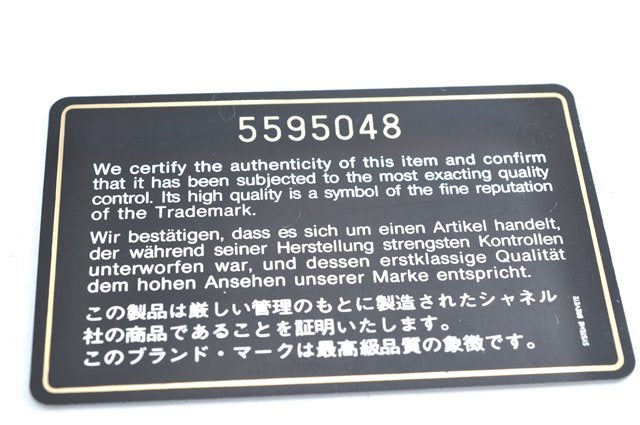 5595048
We certify the authenticity of this item and confirm
that it has been subjected to the most exacting quality
control. Its high quality is a symbol of the fine reputation
of the Trademark.
Wir bestätigen, dass es sich um einen Artikel handelt,
der während seiner Herstellung strengsten Kontrollen
unterworfen war, und dessen erstklassige Qualität
dem hohen Ansehen unserer Marke entspricht.
この製品は厳しい管理のもとに製造されたシャネル
社の商品であることを証明いたします。
このブランド・マークは最高級品質の象徴です。